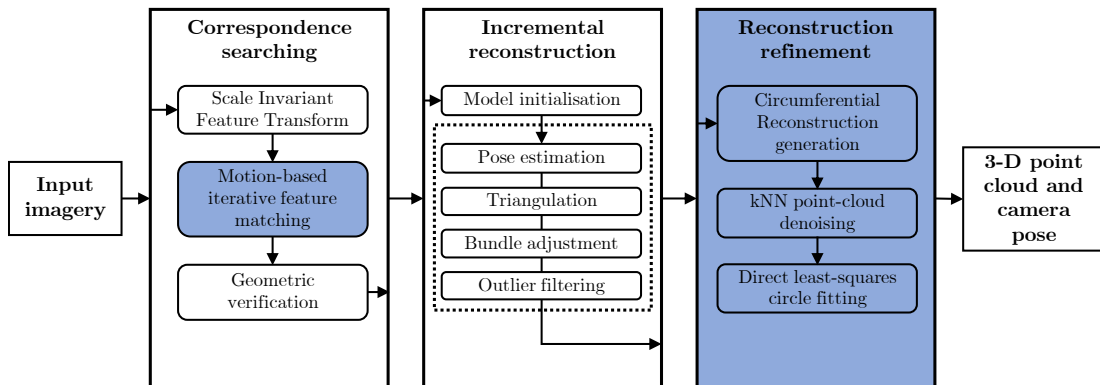 Input
imagery
Correspondence
searching
Scale Invariant
Feature Transform
Motion-based
iterative feature
matching
Geometric
verification
Incremental
reconstruction
Model initialisation
Pose estimation
Triangulation
Bundle adjustment
Outlier filtering
Reconstruction
refinement
Circumferential
Reconstruction
generation
kNN point-cloud
denoising
Direct least-squares
circle fitting
3-D point
cloud and
camera
pose